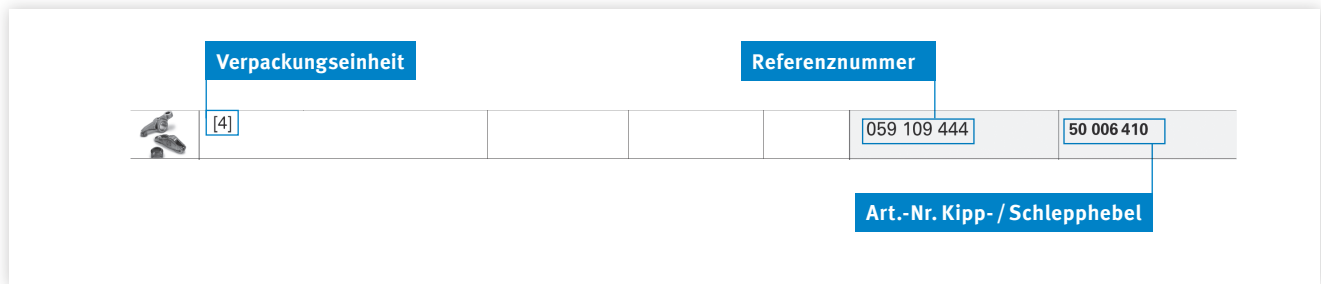 Verpackungseinheit
Referenznummer
[4]
059 109 444
50 006 410
Art.-Nr. Kipp- / Schlepphebel